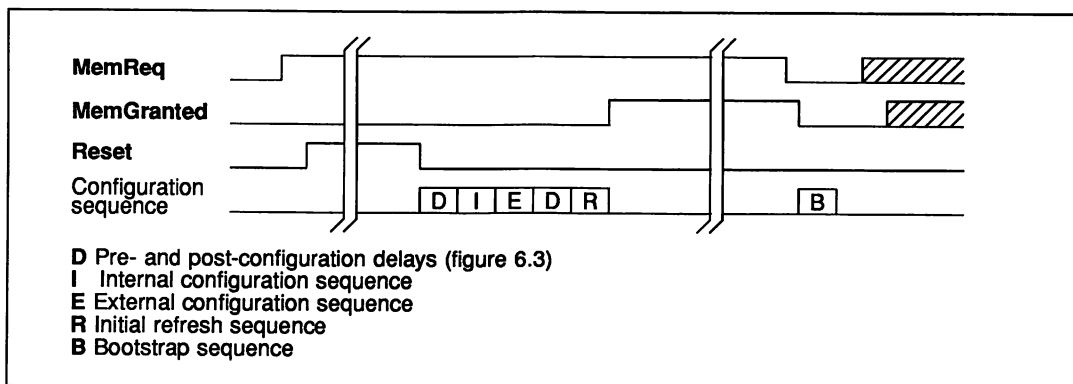 MemReq
MemGranted
Reset
Configuration
sequence
D I E D R B
D Pre- and post-configuration delays (figure 6.3)
I Internal configuration sequence
E External configuration sequence
R Initial refresh sequence
B Bootstrap sequence